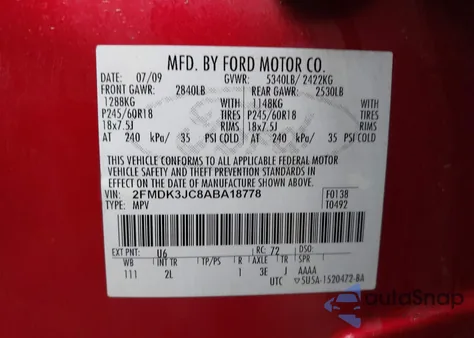 MFD. BY FORD MOTOR CO.
DATE: 07/09 GVWR: 5340LB/ 2422KG
FRONT GAWR: 2840LB REAR GAWR: 2530LB
1288KG WITH 1148KG WITH
P245/60R18 TIRES P245/60R18 TIRES
18x7.5J RIMS 18x7.5J RIMS
AT 240 kPa/ 35 PSI COLD AT 240 kPa/ 35 PSI COLD
THIS VEHICLE CONFORMS TO ALL APPLICABLE FEDERAL MOTOR
VEHICLE SAFETY AND THEFT PREVENTION STANDARDS IN EFFECT
ON THE DATE OF MANUFACTURE SHOWN ABOVE.
VIN: 2FMDK3JC8ABA18778 F0138
TYPE: MPV T0492
EXT PNT: U6 RC: 72 DSO:
WB INT TR TP/PS R AXLE TR SPR
111 2L 1 3E J AAAA
UTC ▽5U5A-1520472-BA
AutoSnap